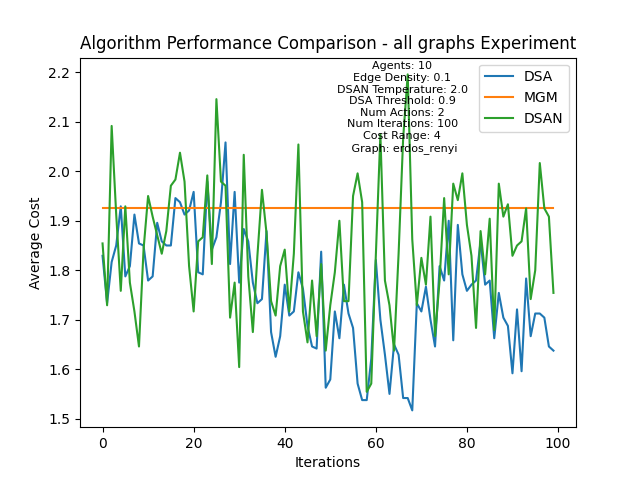 Algorithm Performance Comparison - all graphs Experiment
Agents: 10
Edge Density: 0.1
DSAN Temperature: 2.0
DSA Threshold: 0.9
Num Actions: 2
Num Iterations: 100
Cost Range: 4
Graph: erdos_renyi
DSA
MGM
DSAN
Average Cost
2.2
2.1
2.0
1.9
1.8
1.7
1.6
1.5
0 20 40 60 80 100
Iterations